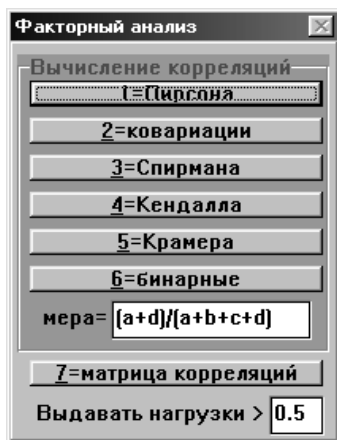 Факторный анализ
Вычисление корреляций
1=Пирсона
2=ковариации
3=Спирмана
4=Кендалла
5=Крамера
6=бинарные
мера= (a+d)/(a+b+c+d)
7=матрица корреляций
Выдавать нагрузки > 0.5